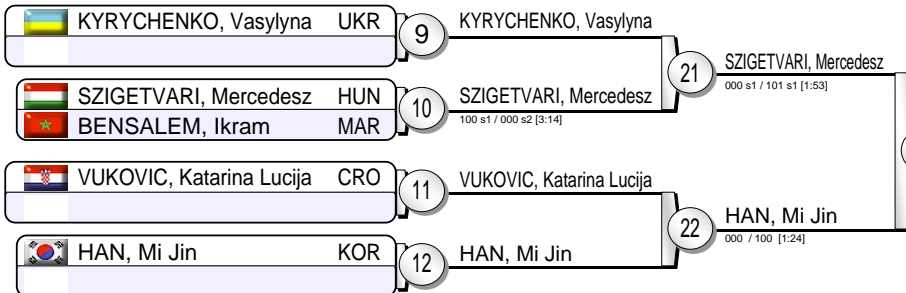 KYRYCHENKO, Vasylyna UKR
9
KYRYCHENKO, Vasylyna
SZIGETVARI, Mercedesz HUN
BENSALEM, Ikram MAR
10
SZIGETVARI, Mercedesz
100 s1 / 000 s2 [3:14]
21
SZIGETVARI, Mercedesz
000 s1 / 101 s1 [1:53]
VUKOVIC, Katarina Lucija CRO
11
VUKOVIC, Katarina Lucija
HAN, Mi Jin KOR
12
HAN, Mi Jin
22
HAN, Mi Jin
000 / 100 [1:24]